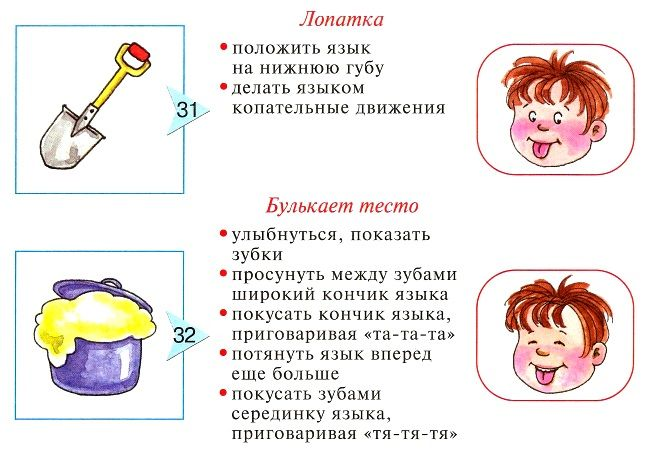 Лопатка
• положить язык
на нижнюю губу
• делать языком
копательные движения
31
Булькает тесто
• улыбнуться, показать
зубки
• просунуть между зубами
широкий кончик языка
• покусать кончик языка,
приговаривая «та-та-та»
• потянуть язык вперед
еще больше
• покусать зубами
серединку языка,
приговаривая «тя-тя-тя»
32